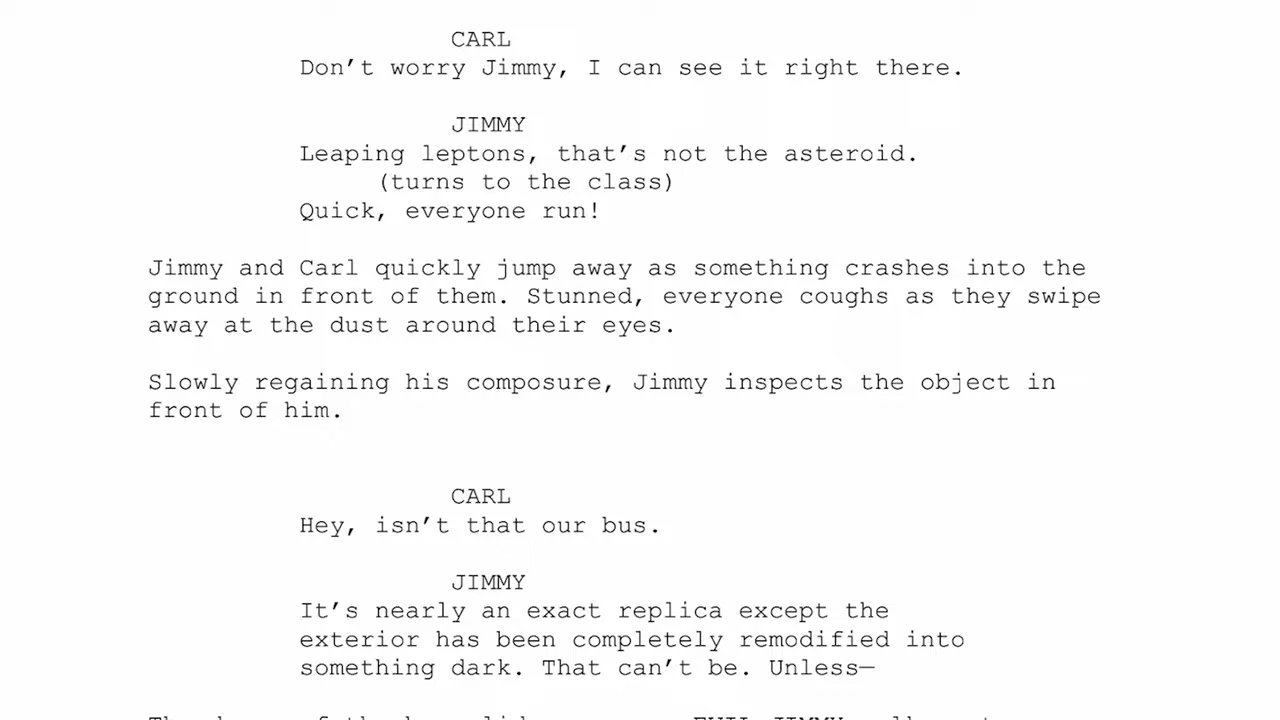 CARL
Don’t worry Jimmy, I can see it right there.
JIMMY
Leaping leptons, that’s not the asteroid.
(turns to the class)
Quick, everyone run!
Jimmy and Carl quickly jump away as something crashes into the
ground in front of them. Stunned, everyone coughs as they swipe
away at the dust around their eyes.
Slowly regaining his composure, Jimmy inspects the object in
front of him.
CARL
Hey, isn’t that our bus.
JIMMY
It’s nearly an exact replica except the
exterior has been completely remodified into
something dark. That can’t be. Unless—